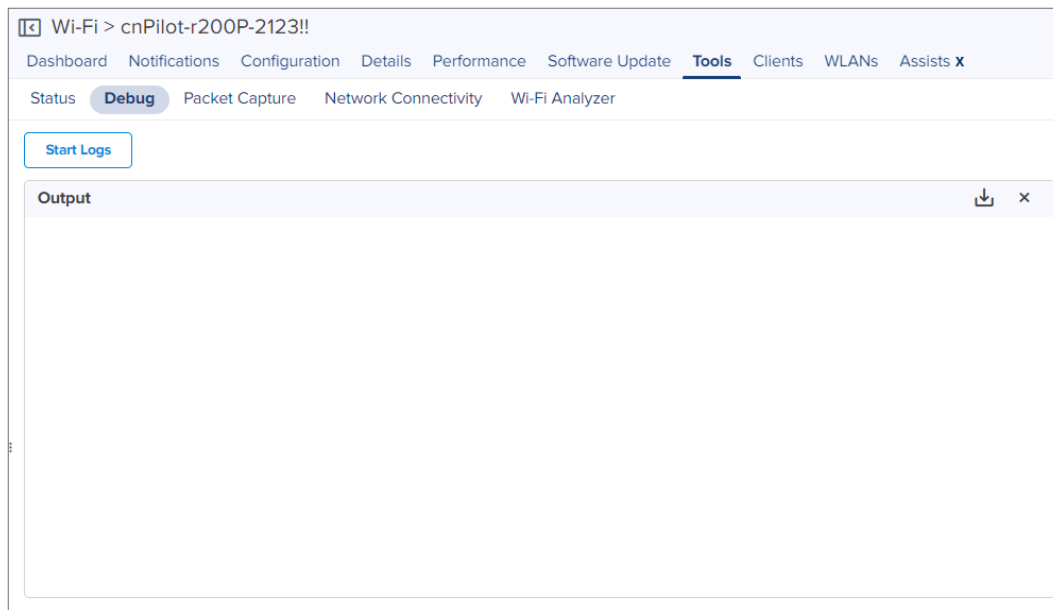 Wi-Fi > cnPilot-r200P-2123!!
Dashboard Notifications Configuration Details Performance Software Update Tools Clients WLANs Assists X
Status Debug Packet Capture Network Connectivity Wi-Fi Analyzer
Start Logs
Output